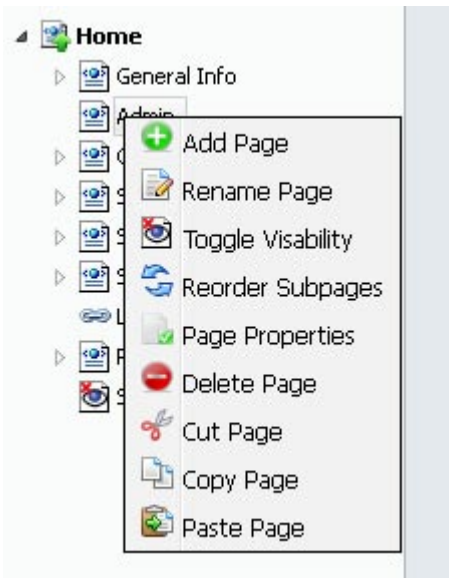 Home
General Info
Admin
Add Page
Rename Page
Toggle Visability
Reorder Subpages
Page Properties
Delete Page
Cut Page
Copy Page
Paste Page